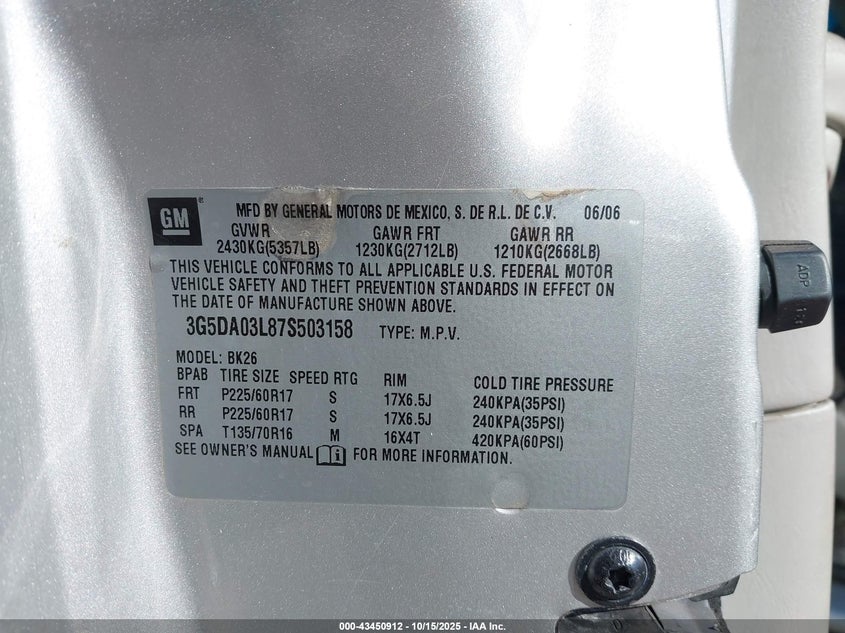 GM ®
MFD BY GENERAL MOTORS DE MEXICO, S. DE R.L. DE C.V. 06/06
GVWR GAWR FRT GAWR RR
2430KG(5357LB) 1230KG(2712LB) 1210KG(2668LB)
THIS VEHICLE CONFORMS TO ALL APPLICABLE U.S. FEDERAL MOTOR
VEHICLE SAFETY AND THEFT PREVENTION STANDARDS IN EFFECT ON
THE DATE OF MANUFACTURE SHOWN ABOVE.
3G5DA03L87S503158 TYPE: M.P.V.
MODEL: BK26
BPAB TIRE SIZE SPEED RTG RIM COLD TIRE PRESSURE
FRT P225/60R17 S 17X6.5J 240KPA(35PSI)
RR P225/60R17 S 17X6.5J 240KPA(35PSI)
SPA T135/70R16 M 16X4T 420KPA(60PSI)
SEE OWNER'S MANUAL i FOR MORE INFORMATION.
ADP
000-43450912 - 10/15/2025 - IAA Inc.